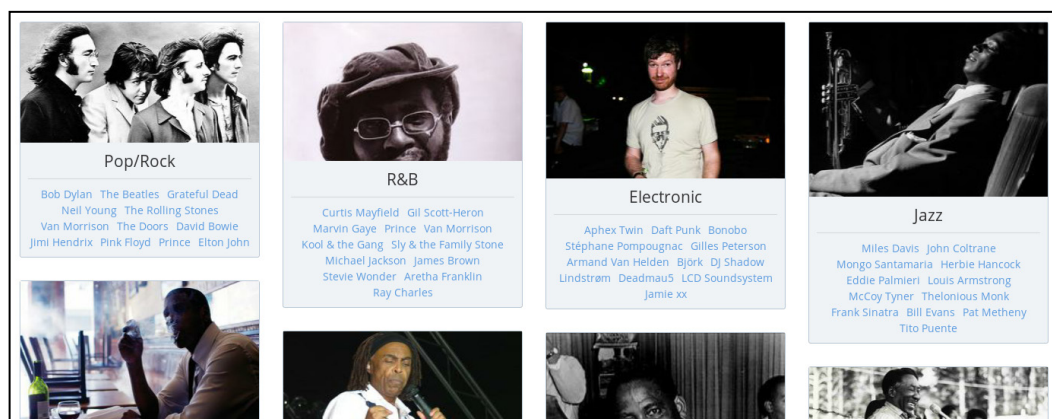 Pop/Rock
Bob Dylan The Beatles Grateful Dead
Neil Young The Rolling Stones
Van Morrison The Doors David Bowie
Jimi Hendrix Pink Floyd Prince Elton John
R&B
Curtis Mayfield Gil Scott-Heron
Marvin Gaye Prince Van Morrison
Kool & the Gang Sly & the Family Stone
Michael Jackson James Brown
Stevie Wonder Aretha Franklin
Ray Charles
Electronic
Aphex Twin Daft Punk Bonobo
Stéphane Pompougnac Gilles Peterson
Armand Van Helden Björk DJ Shadow
Lindstrøm Deadmau5 LCD Soundsystem
Jamie xx
Jazz
Miles Davis John Coltrane
Mongo Santamaria Herbie Hancock
Eddie Palmieri Louis Armstrong
McCoy Tyner Thelonious Monk
Frank Sinatra Bill Evans Pat Metheny
Tito Puente